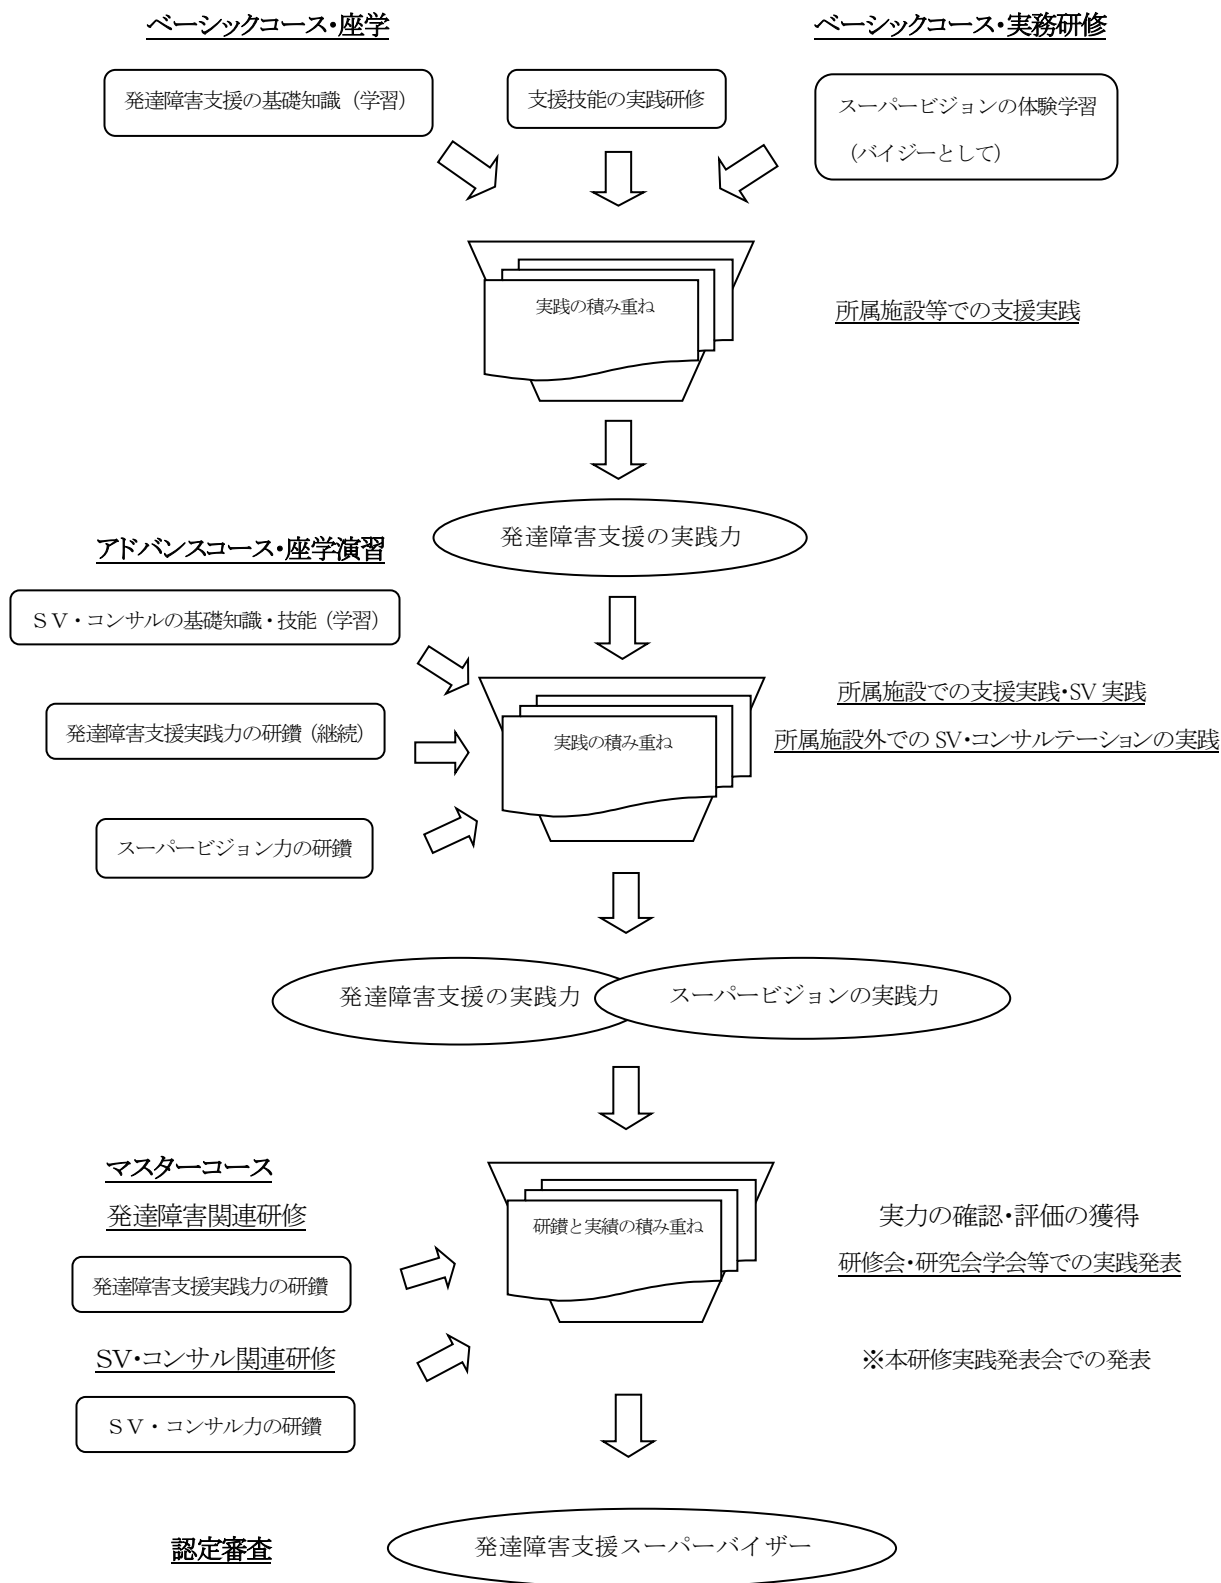 ベーシックコース・座学
ベーシックコース・実務研修
発達障害支援の基礎知識（学習）
支援技能の実践研修
スーパービジョンの体験学習
（バイジーとして）
実践の積み重ね
所属施設等での支援実践
発達障害支援の実践力
アドバンスコース・座学演習
ＳＶ・コンサルの基礎知識・技能（学習）
発達障害支援実践力の研鑽（継続）
スーパービジョン力の研鑽
実践の積み重ね
所属施設での支援実践・SV 実践
所属施設外での SV・コンサルテーションの実践
発達障害支援の実践力
スーパービジョンの実践力
マスターコース
発達障害関連研修
発達障害支援実践力の研鑽
SV・コンサル関連研修
ＳＶ・コンサル力の研鑽
研鑽と実績の積み重ね
実力の確認・評価の獲得
研修会・研究会学会等での実践発表
※本研修実践発表会での発表
認定審査
発達障害支援スーパーバイザー